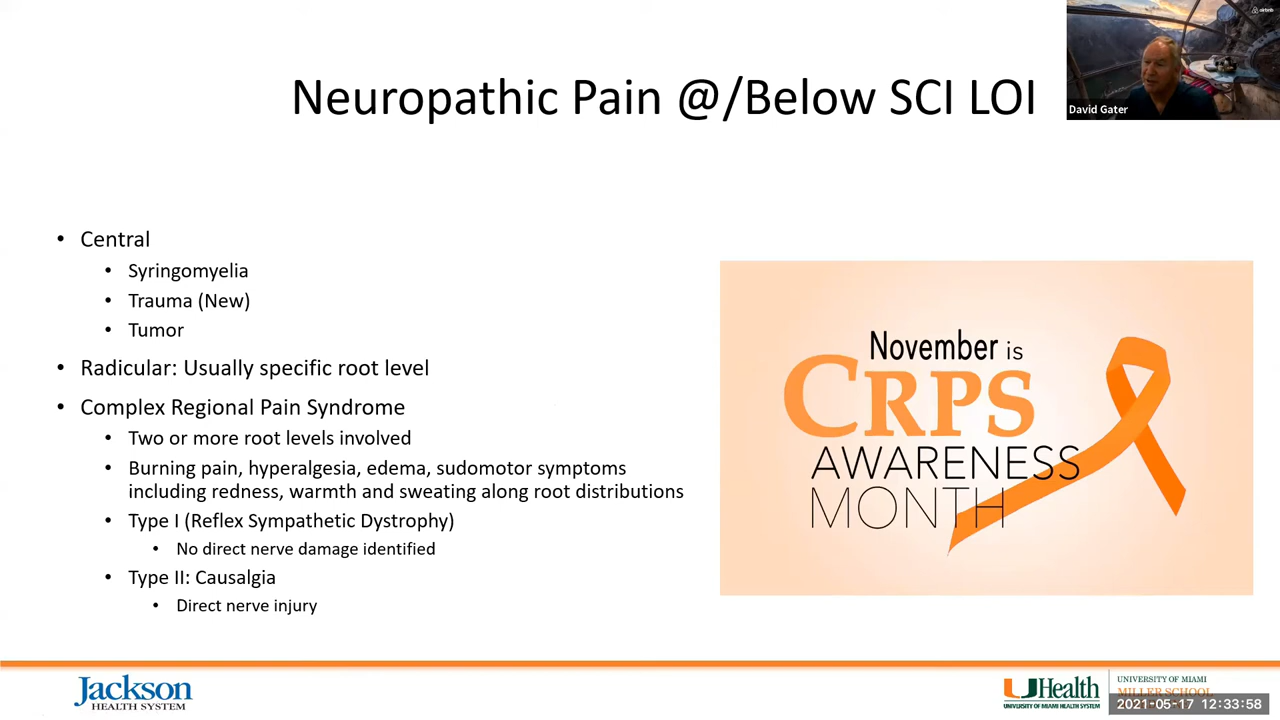 airbnb
Neuropathic Pain @/Below SCI LOI
David Gater
• Central
• Syringomyelia
• Trauma (New)
• Tumor
• Radicular: Usually specific root level
• Complex Regional Pain Syndrome
• Two or more root levels involved
• Burning pain, hyperalgesia, edema, sudomotor symptoms
including redness, warmth and sweating along root distributions
• Type I (Reflex Sympathetic Dystrophy)
• No direct nerve damage identified
• Type II: Causalgia
• Direct nerve injury
November is
CRPS
AWARENESS
MONTH
Jackson
HEALTH SYSTEM
UHealth
UNIVERSITY OF MIAMI HEALTH SYSTEM
UNIVERSITY OF MIAMI
MILLER SCHOOL
2021-05-17 12:33:58